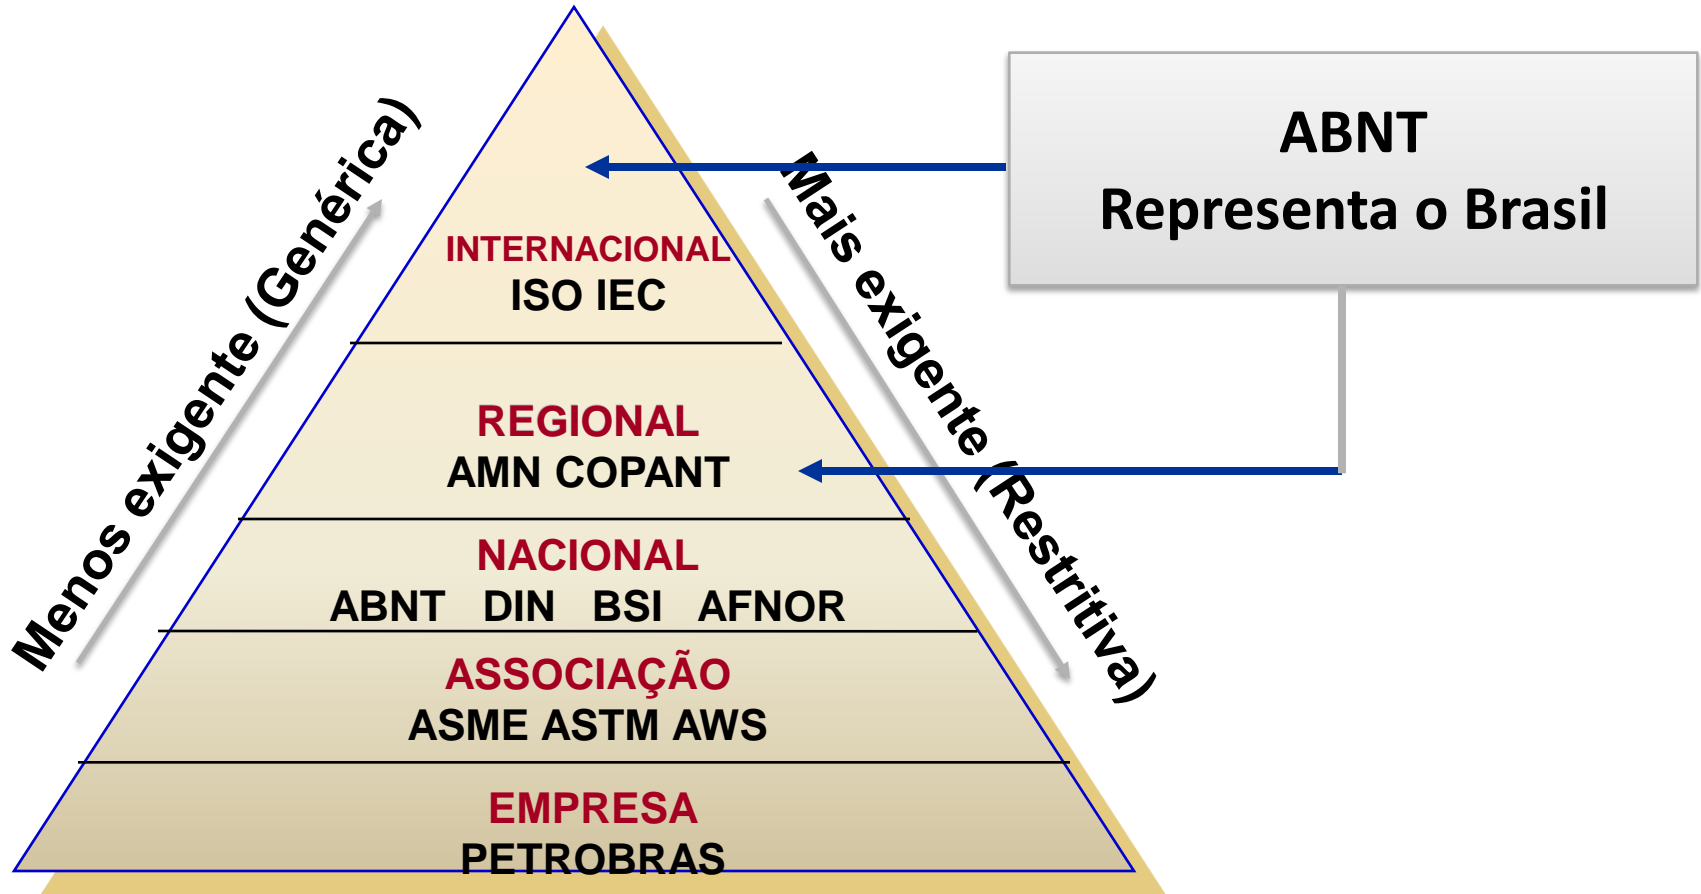 Menos exigente (Genérica)
Mais exigente (Restritiva)
ABNT
Representa o Brasil
INTERNACIONAL
ISO IEC
REGIONAL
AMN COPANT
NACIONAL
ABNT DIN BSI AFNOR
ASSOCIAÇÃO
ASME ASTM AWS
EMPRESA
PETROBRAS